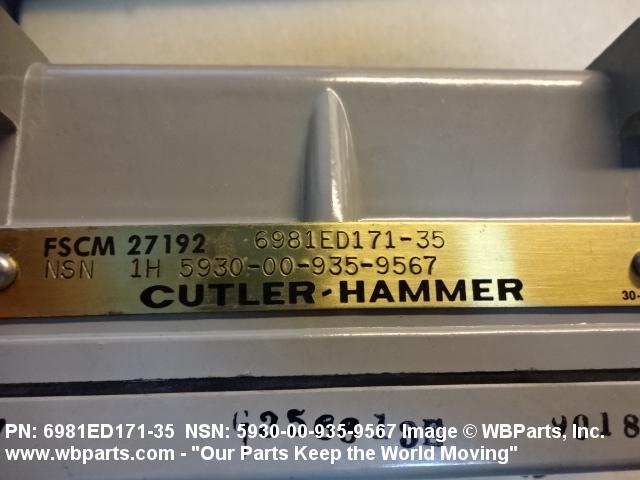 FSCM 27192 6981ED171-35
NSN 1H 5930-00-935-9567
CUTLER-HAMMER
30-
PN: 6981ED171-35 NSN: 5930-00-935-9567 Image © WBParts, Inc.
www.wbparts.com - "Our Parts Keep the World Moving"